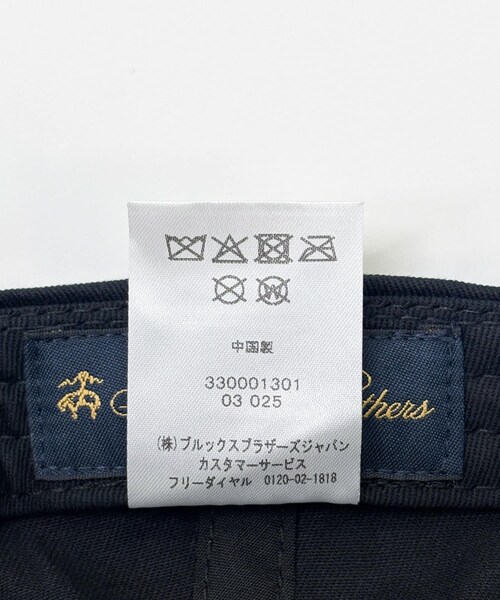 中国製
330001301
03 025
(株)ブルックスブラザーズジャパン
カスタマーサービス
フリーダイヤル 0120-02-1818